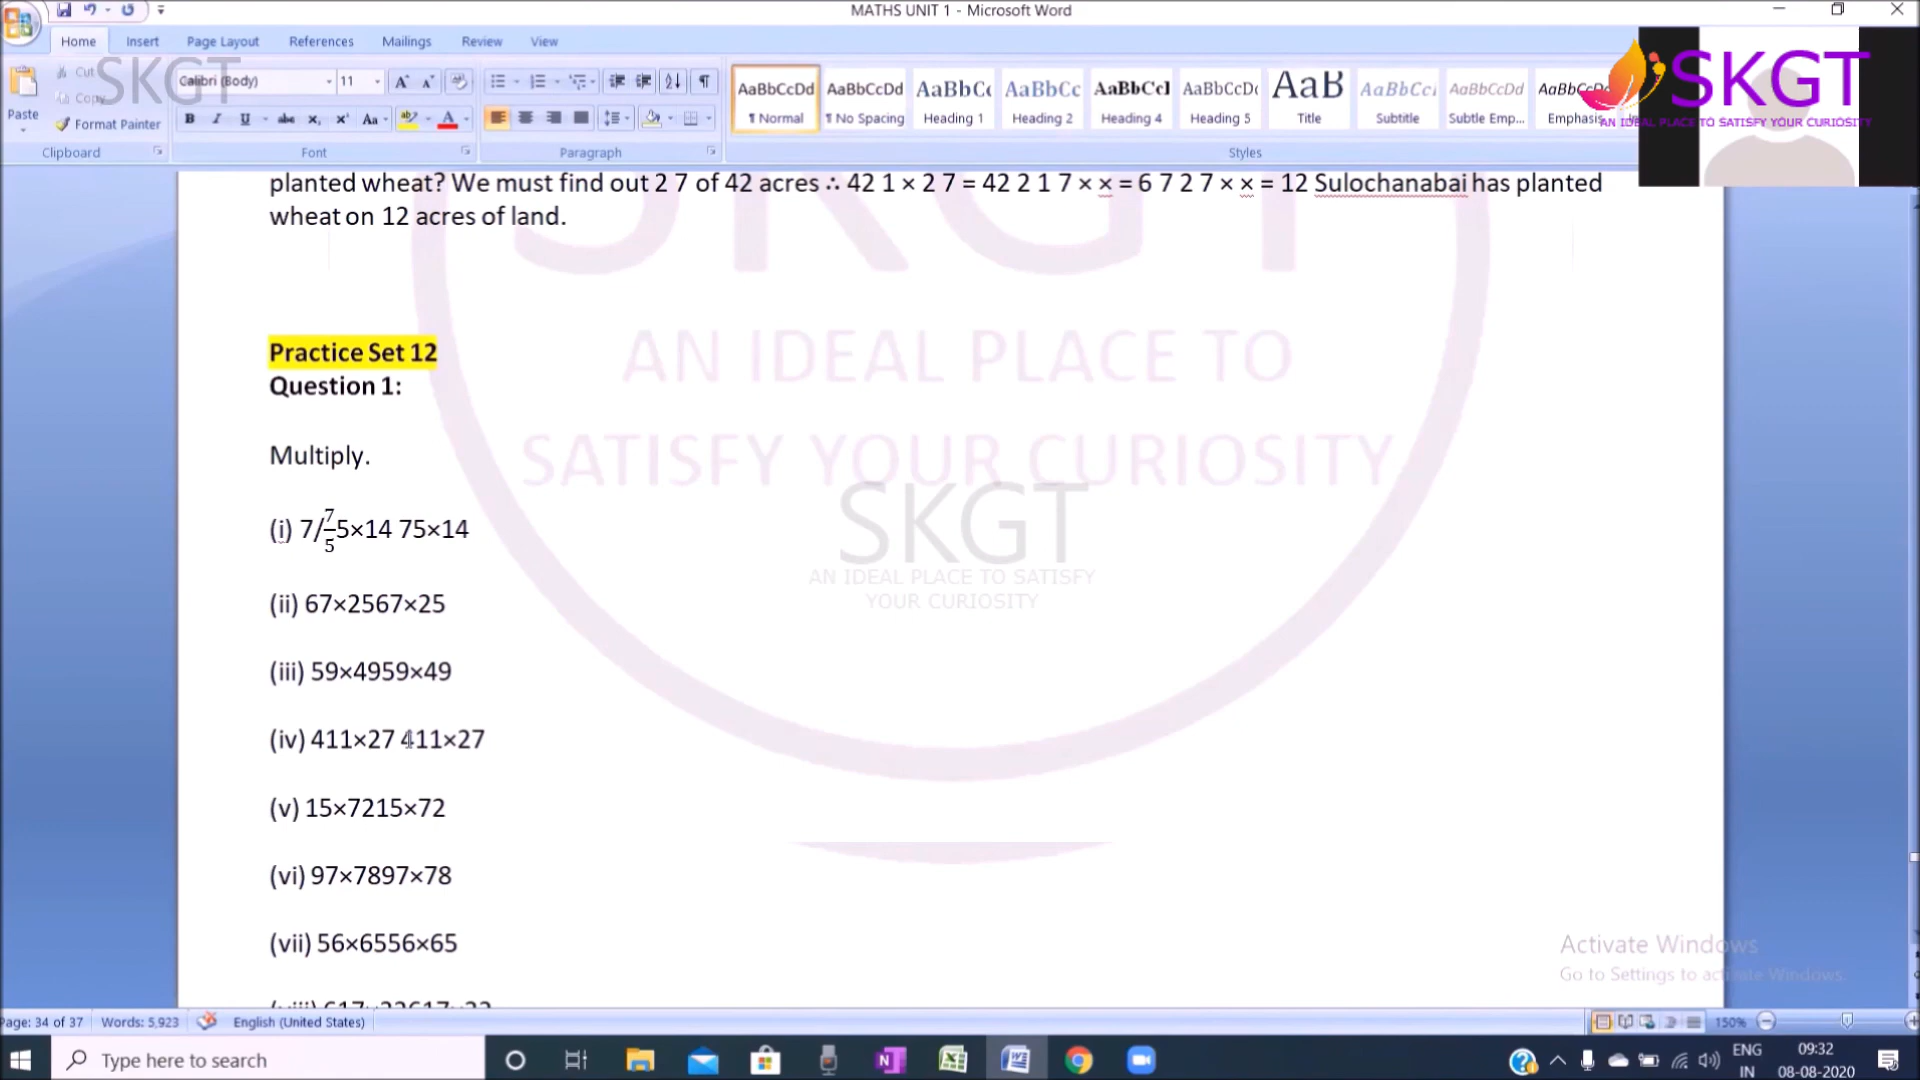 MATHS UNIT 1 - Microsoft Word
Home Insert Page Layout References Mailings Review View
SKGT
AN IDEAL PLACE TO SATISFY YOUR CURIOSITY
SKGT
Paste
Cut
Copy
Format Painter
Calibri (Body) 11
AaBbCcDd AaBbCcDd AaBbCc AaBbCc AaBbCcI AaBbCcDc AaB AaBbCci AaBbCcDd AaBbCcDc
¶ Normal ¶ No Spacing Heading 1 Heading 2 Heading 4 Heading 5 Title Subtitle Subtle Emp... Emphasis
Clipboard Font Paragraph Styles
planted wheat? We must find out 2 7 of 42 acres ∴ 42 1 × 2 7 = 42 2 1 7 × x = 6 7 2 7 × x = 12 Sulochanabai has planted
wheat on 12 acres of land.
SKGT
AN IDEAL PLACE TO
SATISFY YOUR CURIOSITY
Practice Set 12
Question 1:
Multiply.
(i) 7/7/55×14 75×14
(ii) 67×2567×25
(iii) 59×4959×49
(iv) 411×27 411×27
(v) 15×7215×72
(vi) 97×7897×78
(vii) 56×6556×65
SKGT
AN IDEAL PLACE TO SATISFY
YOUR CURIOSITY
Activate Windows
Go to Settings to activate Windows.
Page: 34 of 37 Words: 5,923 English (United States) 150%
Type here to search
ENG
IN
09:32
08-08-2020